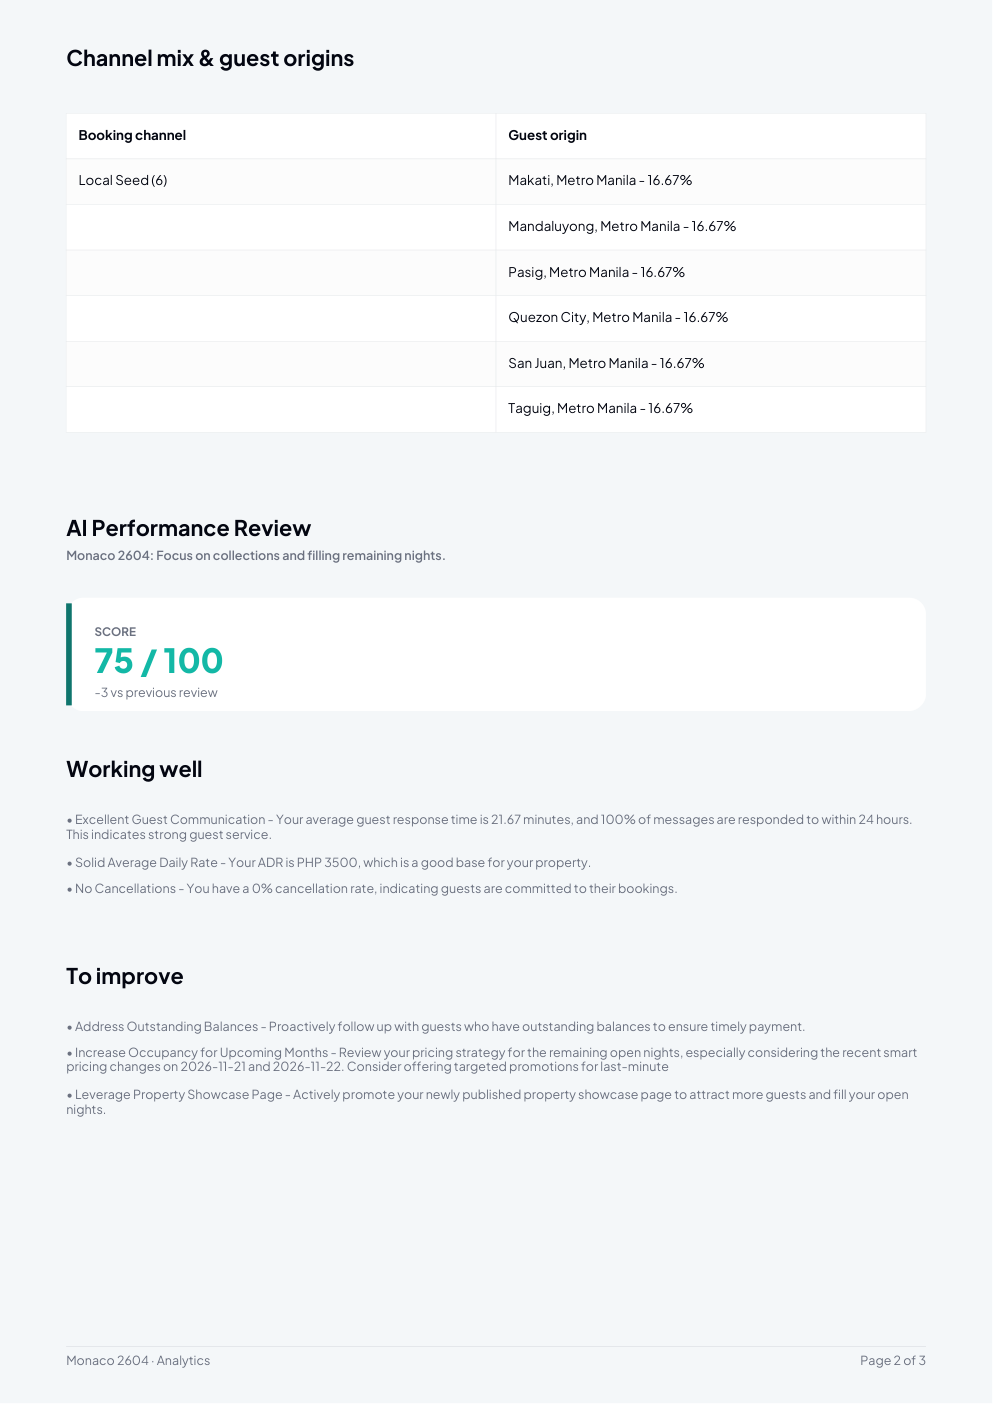 Channel mix & guest origins
Booking channel Guest origin
Local Seed (6) Makati, Metro Manila - 16.67%
Mandaluyong, Metro Manila - 16.67%
Pasig, Metro Manila - 16.67%
Quezon City, Metro Manila - 16.67%
San Juan, Metro Manila - 16.67%
Taguig, Metro Manila - 16.67%
AI Performance Review
Monaco 2604: Focus on collections and filling remaining nights.
SCORE
75 / 100
-3 vs previous review
Working well
• Excellent Guest Communication - Your average guest response time is 21.67 minutes, and 100% of messages are responded to within 24 hours.
This indicates strong guest service.
• Solid Average Daily Rate - Your ADR is PHP 3500, which is a good base for your property.
• No Cancellations - You have a 0% cancellation rate, indicating guests are committed to their bookings.
To improve
• Address Outstanding Balances - Proactively follow up with guests who have outstanding balances to ensure timely payment.
• Increase Occupancy for Upcoming Months - Review your pricing strategy for the remaining open nights, especially considering the recent smart
pricing changes on 2026-11-21 and 2026-11-22. Consider offering targeted promotions for last-minute
• Leverage Property Showcase Page - Actively promote your newly published property showcase page to attract more guests and fill your open
nights.
Monaco 2604 · Analytics Page 2 of 3